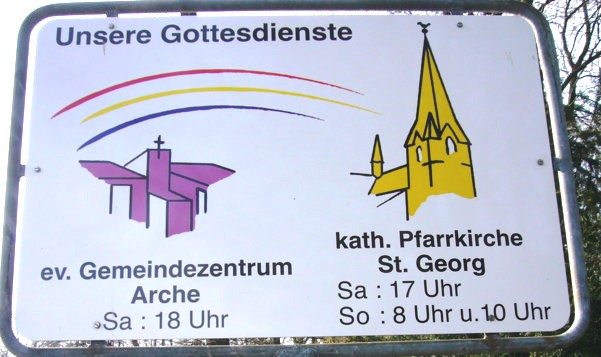 Unsere Gottesdienste
ev. Gemeindezentrum
Arche
Sa : 18 Uhr
kath. Pfarrkirche
St. Georg
Sa : 17 Uhr
So : 8 Uhr u.10 Uhr